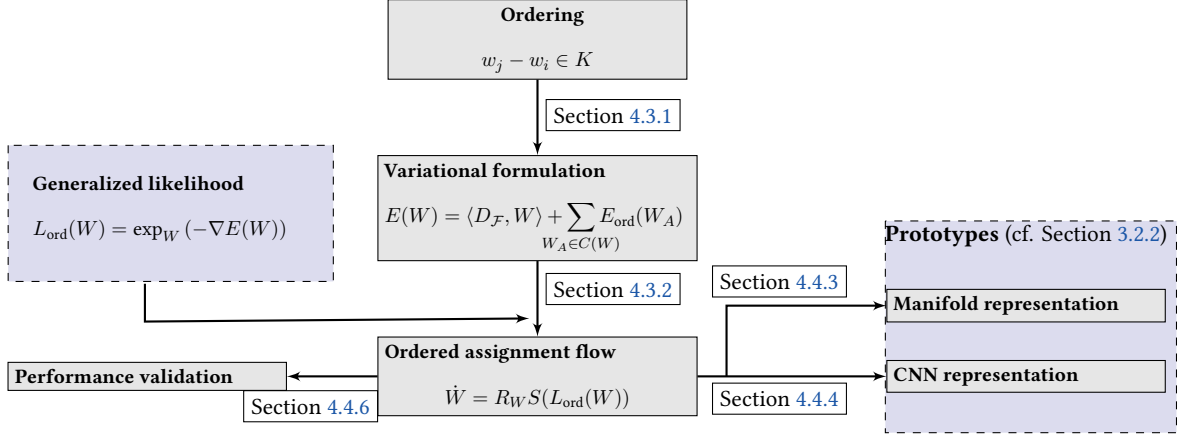 Ordering
w_j − w_i ∈ K
Section 4.3.1
Variational formulation
E(W) = ⟨D_ℱ, W⟩ + ∑_{W_A∈C(W)} E_ord(W_A)
Generalized likelihood
L_ord(W) = exp_W (−∇E(W))
Section 4.3.2
Prototypes (cf. Section 3.2.2)
Section 4.4.3
Manifold representation
Ordered assignment flow
Ẇ = R_W S(L_ord(W))
Performance validation
CNN representation
Section 4.4.6
Section 4.4.4